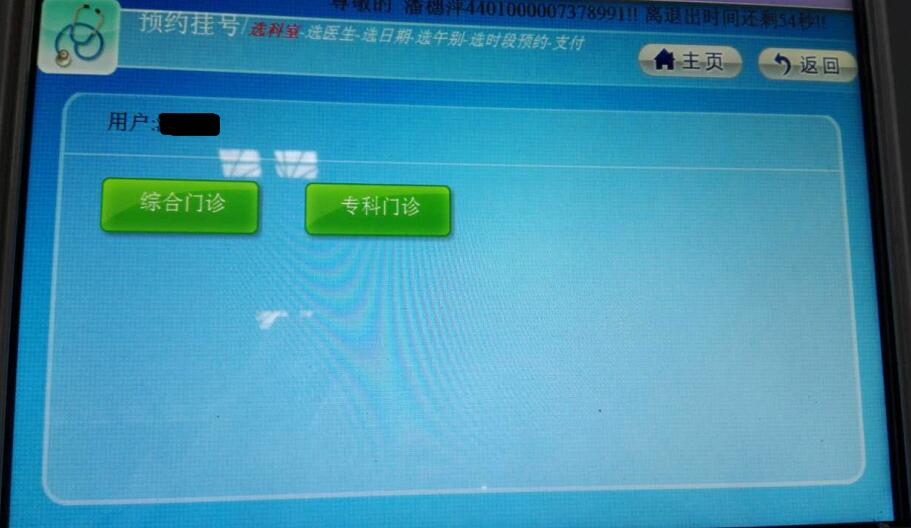 尊敬的 潘穗萍440100007378991!! 离退出时间还剩54秒!!
预约挂号/选科室-选医生-选日期-选午别-选时段预约-支付
主页
返回
用户:
综合门诊
专科门诊